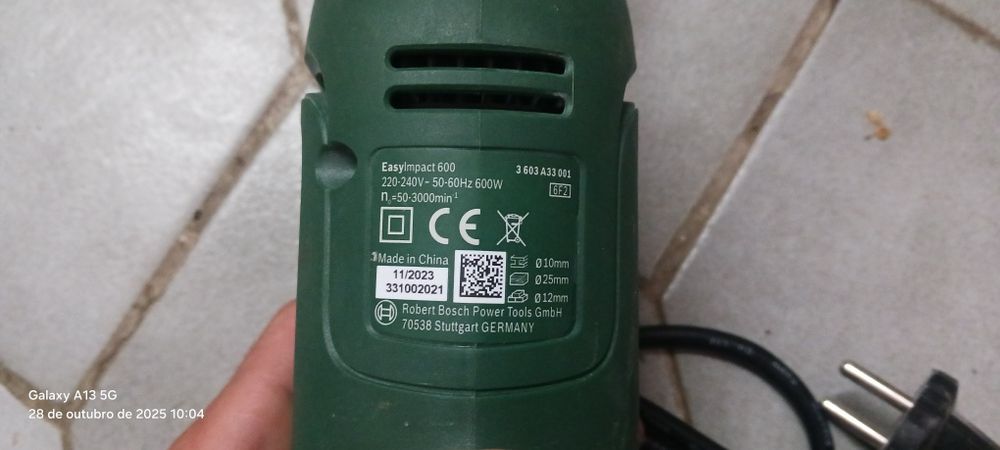 EasyImpact 600
3 603 A33 001
220-240V~ 50-60Hz 600W
6F2
n₀=50-3000min⁻¹
CE
Made in China
11/2023
331002021
Ø10mm
Ø25mm
Ø12mm
Robert Bosch Power Tools GmbH
70538 Stuttgart GERMANY
Galaxy A13 5G
28 de outubro de 2025 10:04